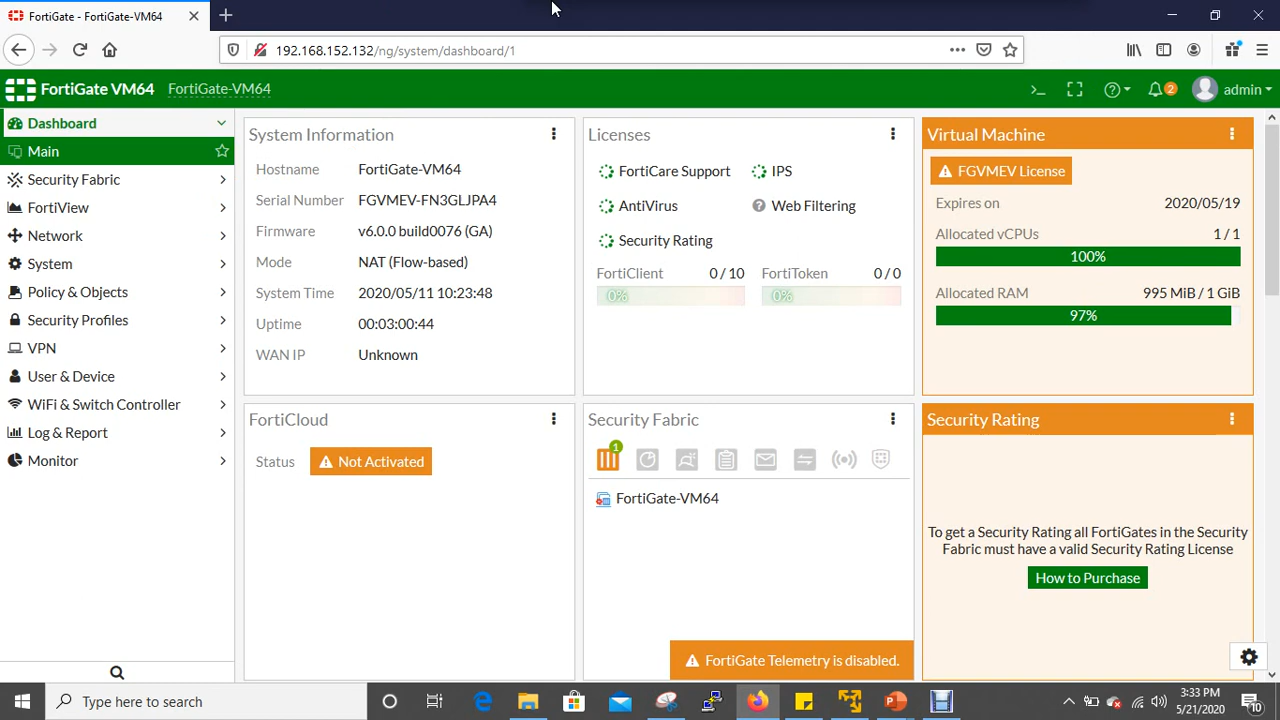 FortiGate - FortiGate-VM64
192.168.152.132/ng/system/dashboard/1
FortiGate VM64 FortiGate-VM64
2 admin
Dashboard
Main
Security Fabric
FortiView
Network
System
Policy & Objects
Security Profiles
VPN
User & Device
WiFi & Switch Controller
Log & Report
Monitor
System Information
Hostname FortiGate-VM64
Serial Number FGVMEV-FN3GLJPA4
Firmware v6.0.0 build0076 (GA)
Mode NAT (Flow-based)
System Time 2020/05/11 10:23:48
Uptime 00:03:00:44
WAN IP Unknown
Licenses
FortiCare Support IPS
AntiVirus Web Filtering
Security Rating
FortiClient 0 / 10 FortiToken 0 / 0
0% 0%
Virtual Machine
FGVMEV License
Expires on 2020/05/19
Allocated vCPUs 1 / 1
100%
Allocated RAM 995 MiB / 1 GiB
97%
FortiCloud
Status Not Activated
Security Fabric
1
FortiGate-VM64
FortiGate Telemetry is disabled.
Security Rating
To get a Security Rating all FortiGates in the Security
Fabric must have a valid Security Rating License
How to Purchase
Type here to search
3:33 PM
5/21/2020
10